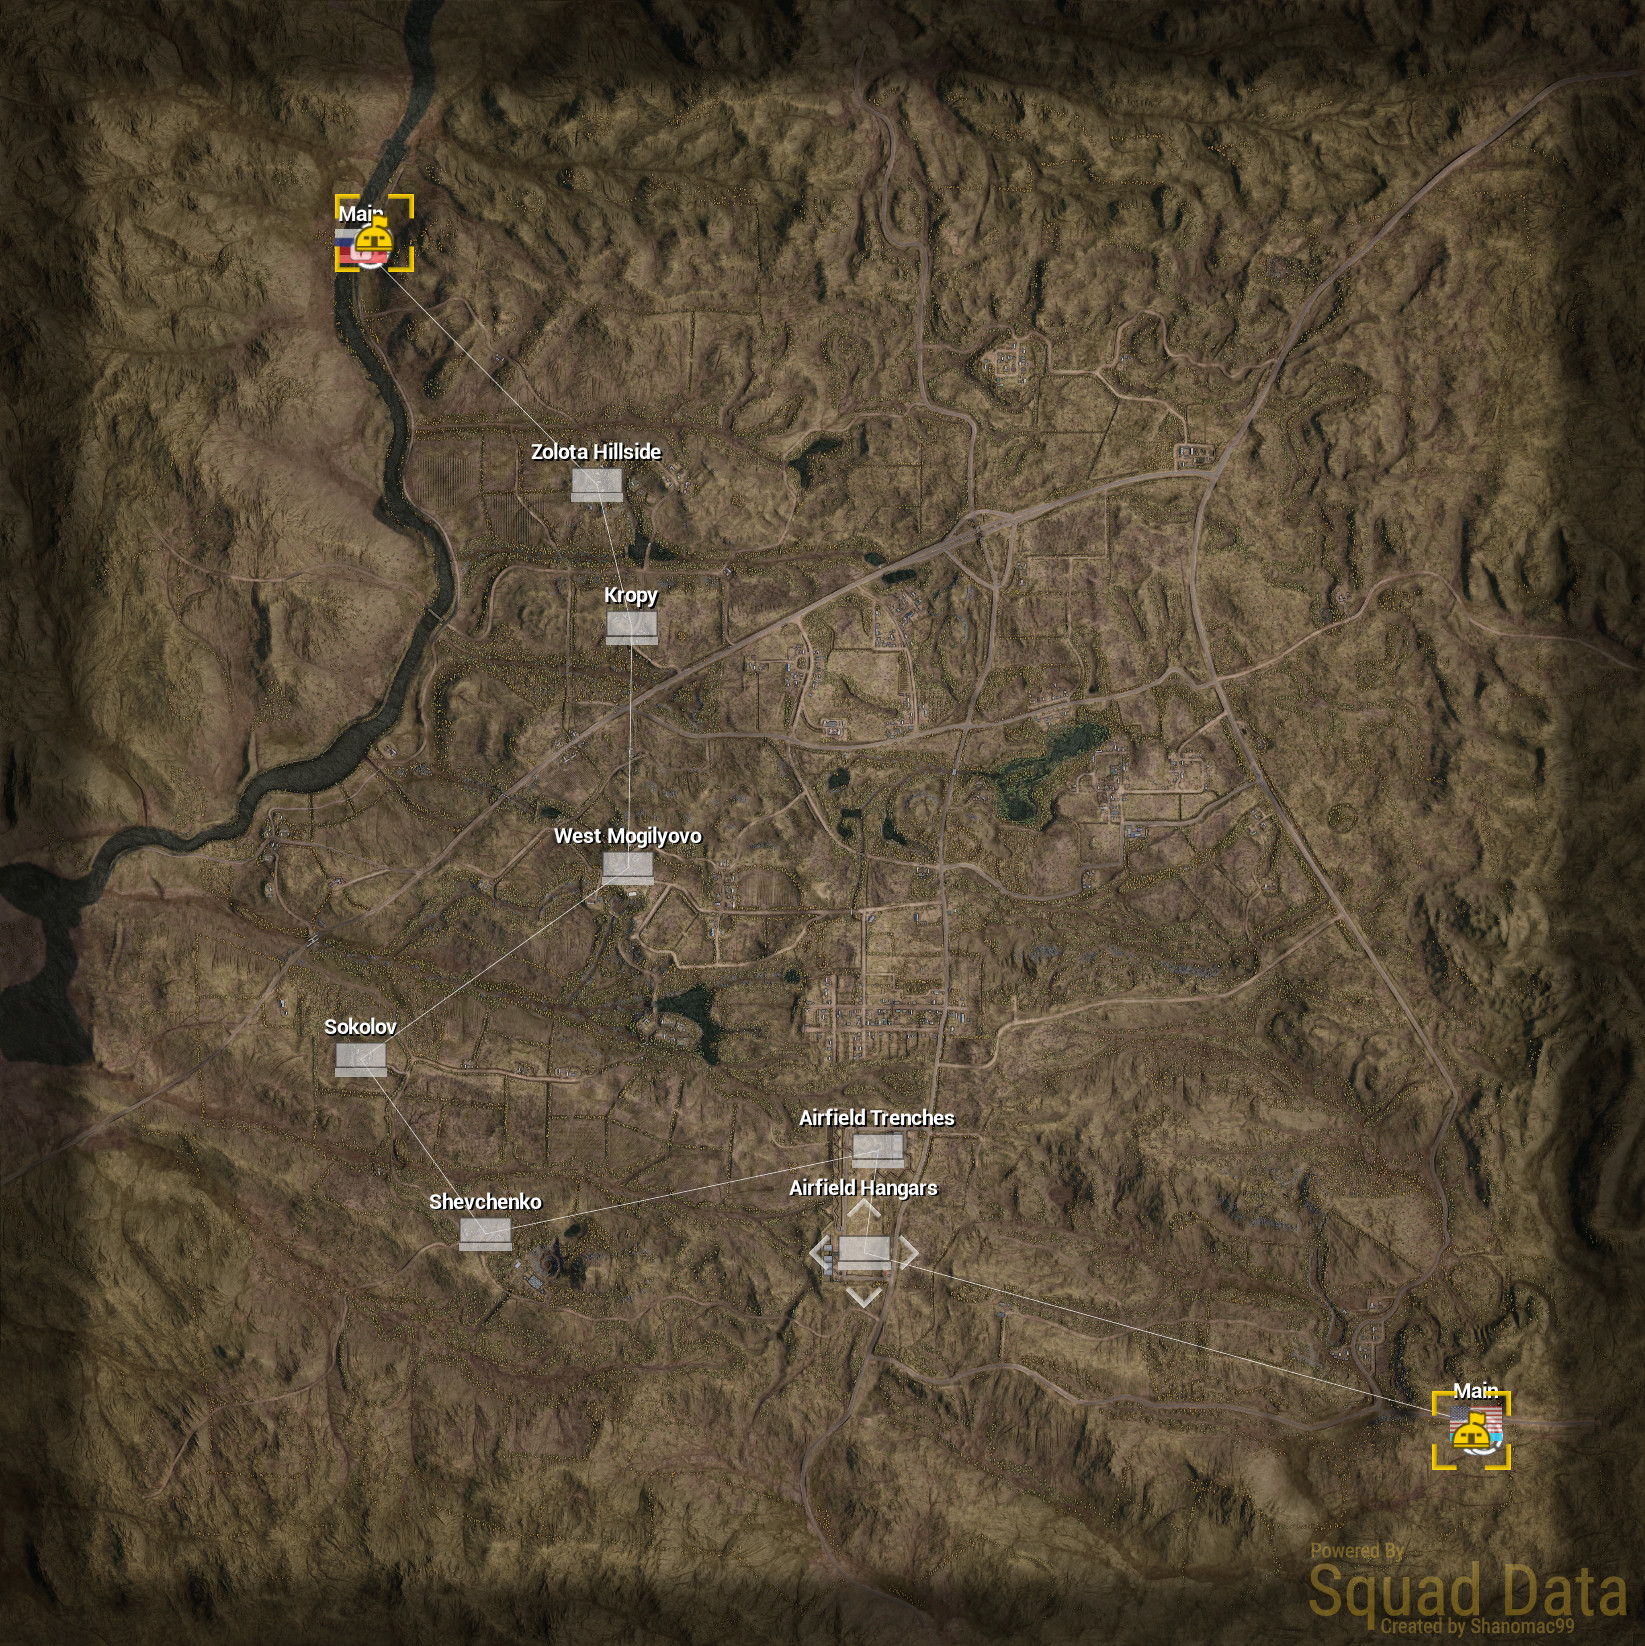 Main
Zolota Hillside
Kropy
West Mogilyovo
Sokolov
Airfield Trenches
Airfield Hangars
Shevchenko
Main
Powered By
Squad Data
Created by Shanomac99